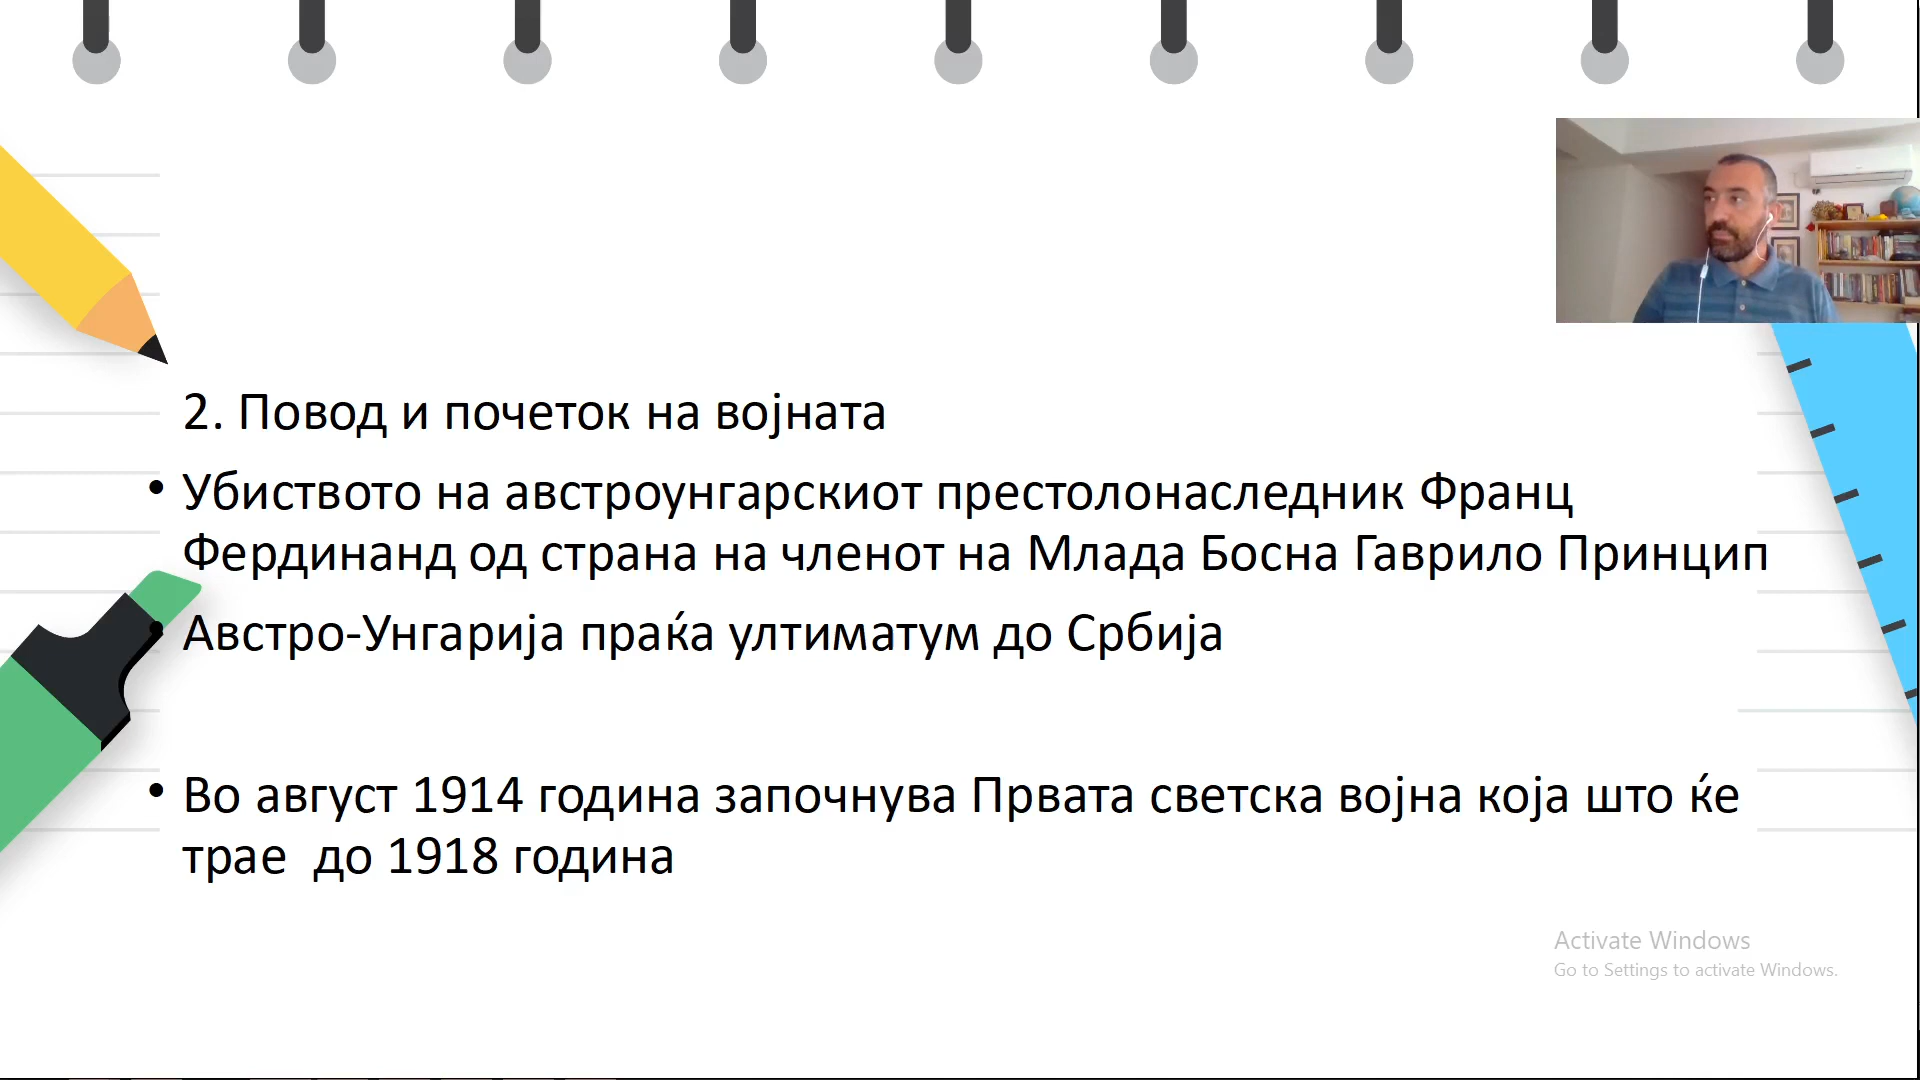 2. Повод и почеток на војната
• Убиството на австроунгарскиот престолонаследник Франц
Фердинанд од страна на членот на Млада Босна Гаврило Принцип
• Австро-Унгарија праќа ултиматум до Србија
• Во август 1914 година започнува Првата светска војна која што ќе
трае  до 1918 година
Activate Windows
Go to Settings to activate Windows.